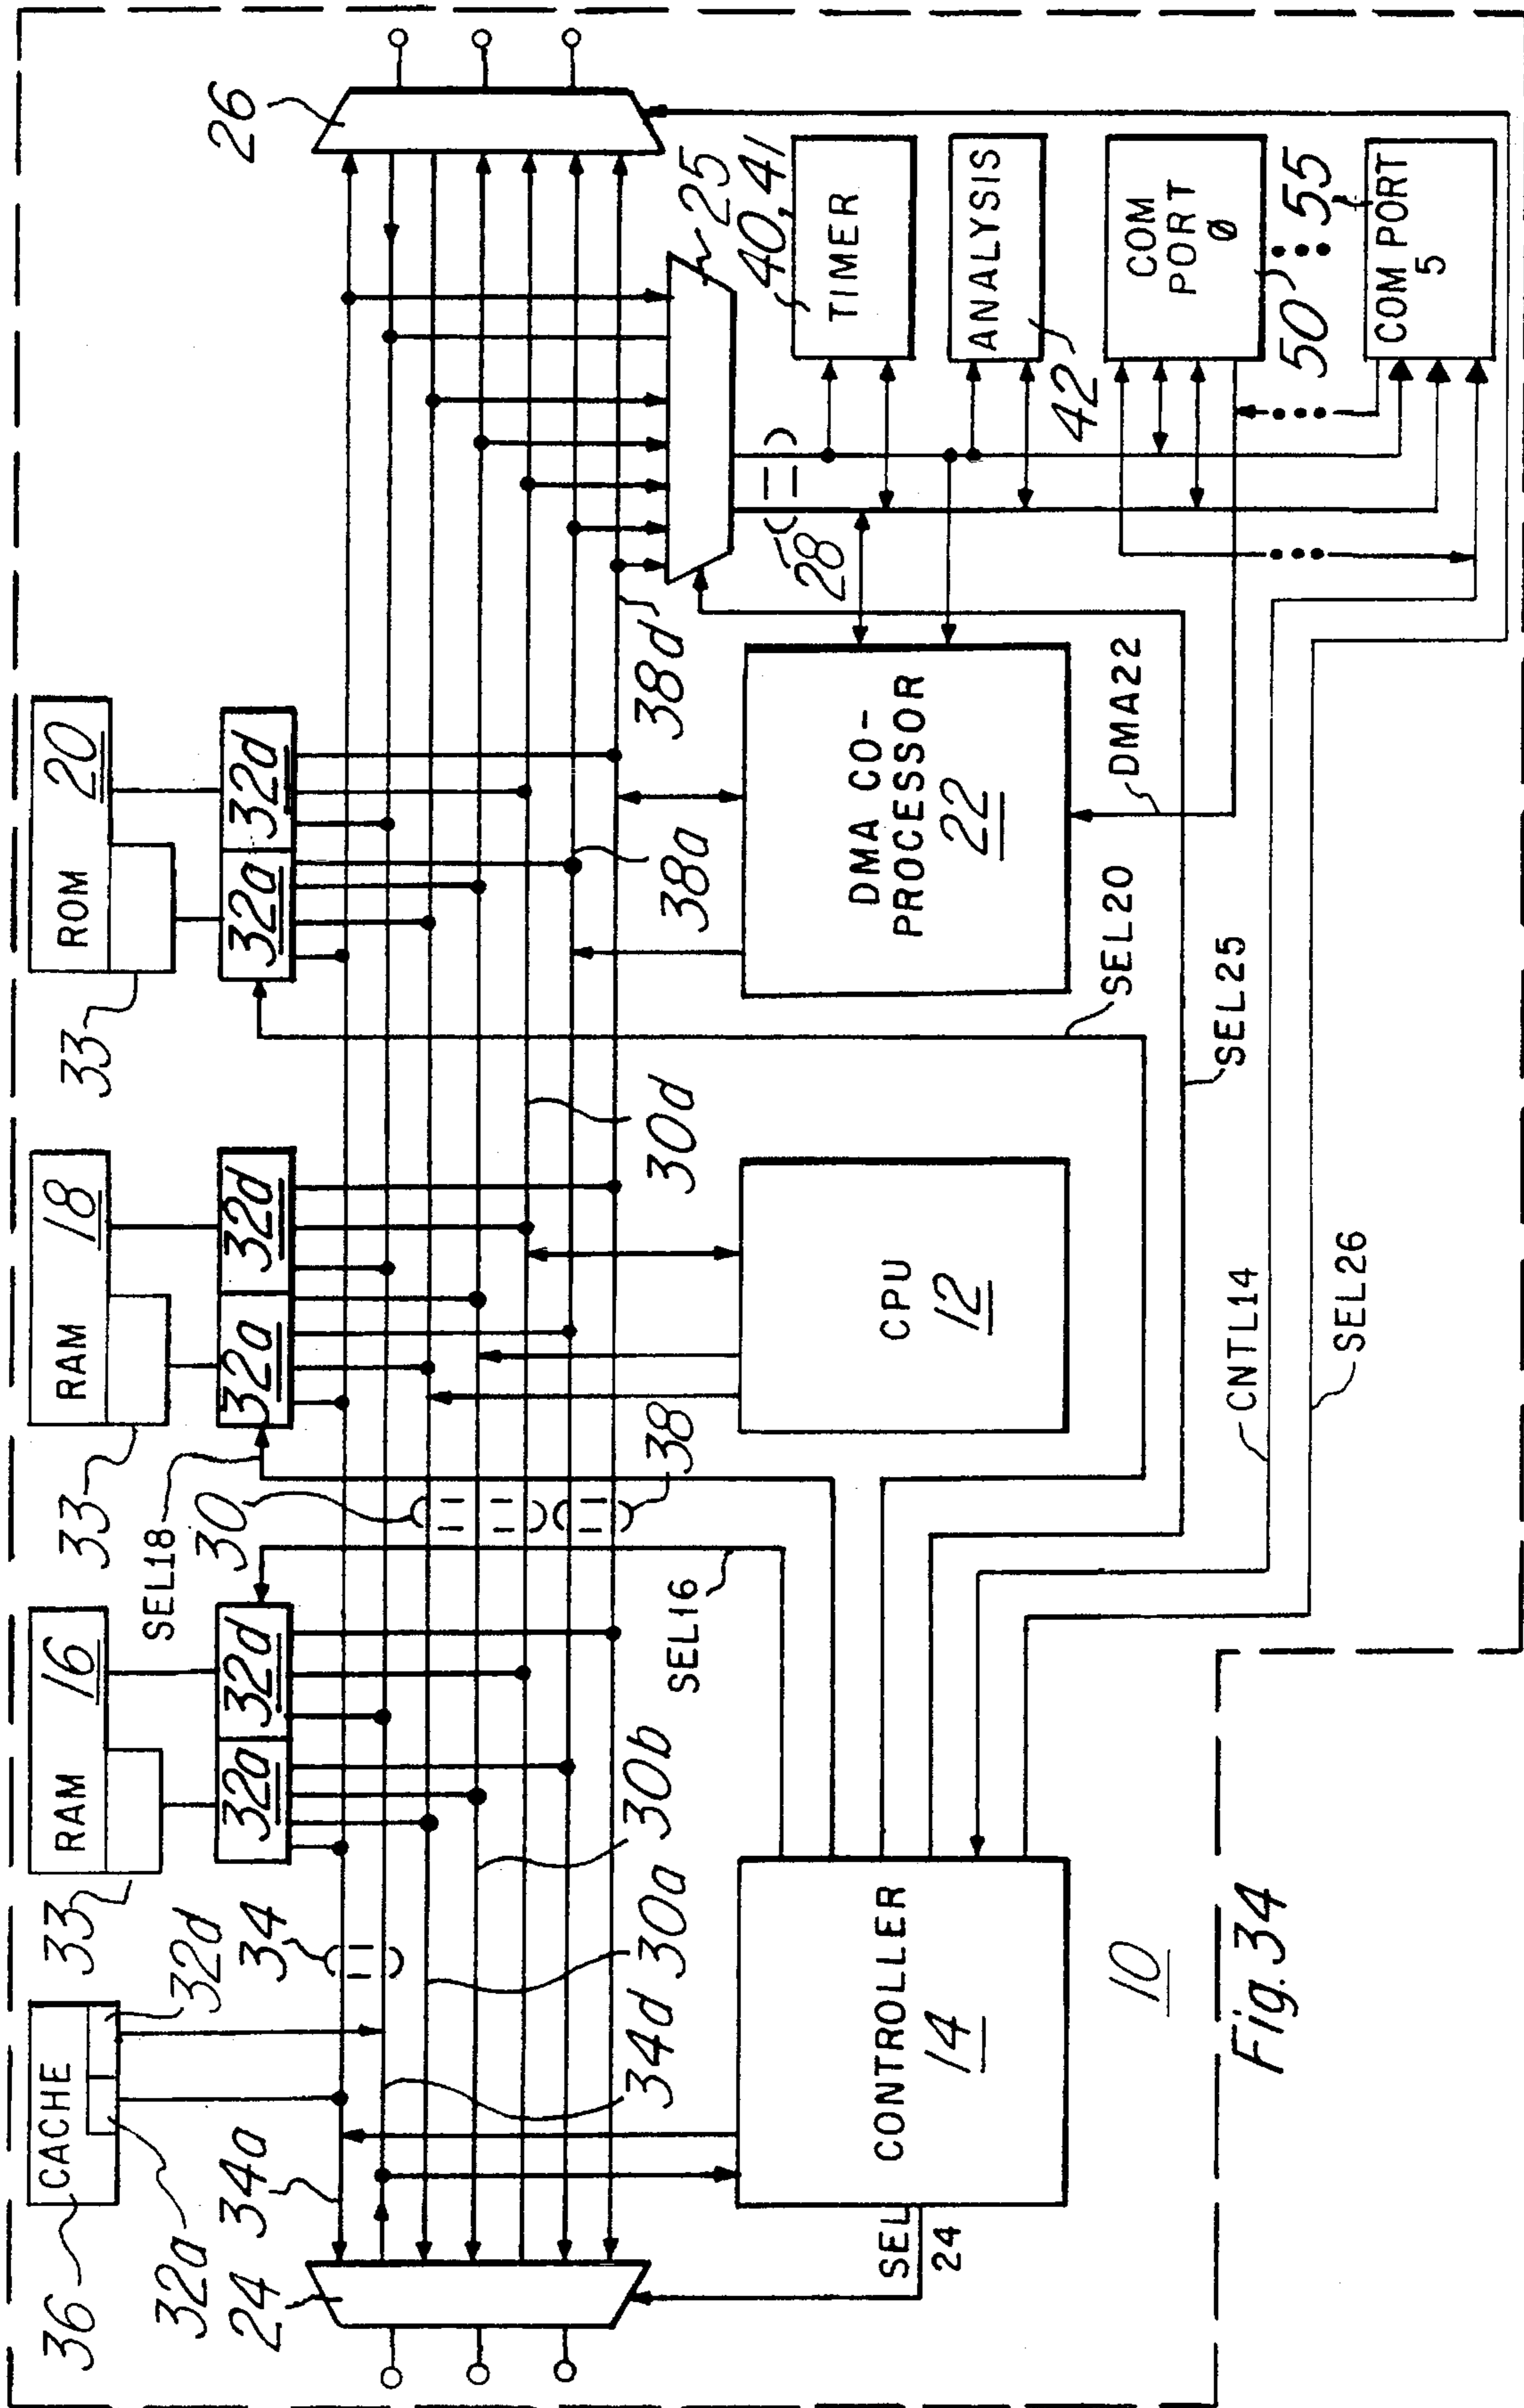 36
CACHE
32a
32d
33
RAM
16
32a
32d
33
RAM
18
32a
32d
33
ROM
20
32a
32d
SEL18
24
34a
34
30
26
34d
30a
30b
38
30d
38a
38d
25
SEL16
SEL
24
CONTROLLER
14
CPU
12
DMA CO-
PROCESSOR
22
28
40,41
TIMER
ANALYSIS
42
COM
PORT
Ø
50
55
COM PORT
5
DMA22
SEL20
SEL25
CNTL14
SEL26
10
Fig.34